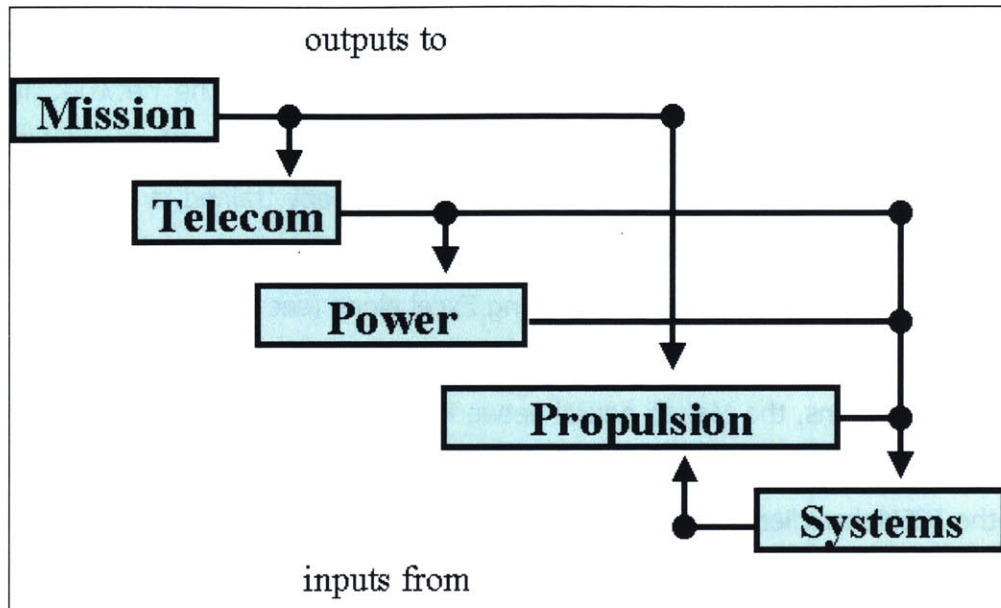 outputs to
Mission
Telecom
Power
Propulsion
Systems
inputs from